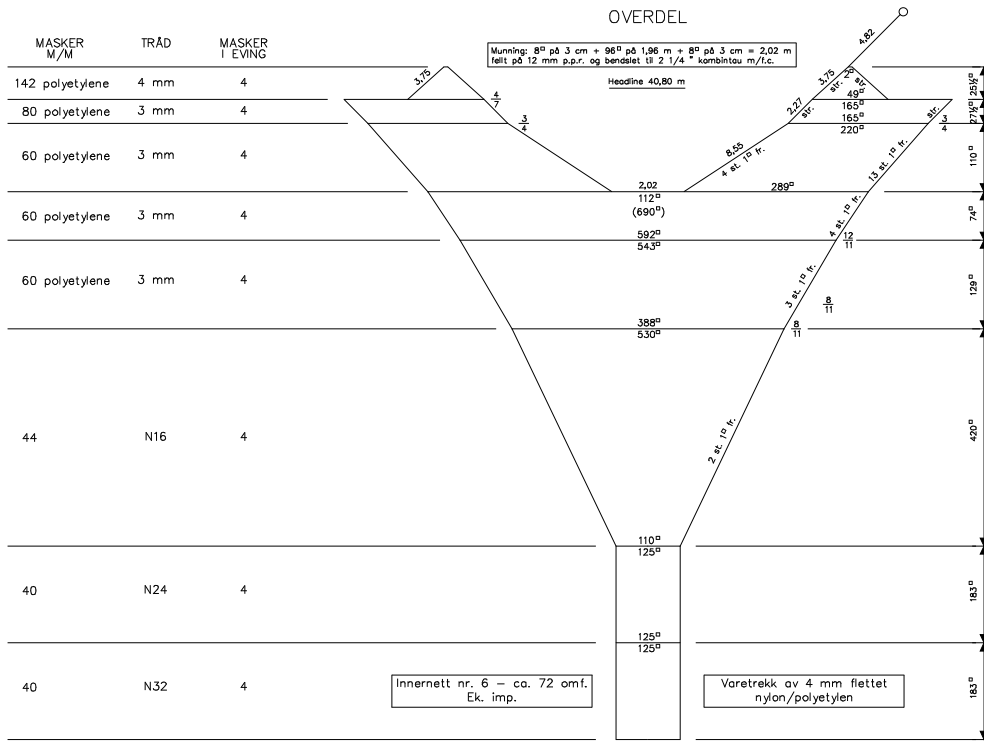 OVERDEL
MASKER M/M
TRÅD
MASKER I EVING
Munning: 8¤ på 3 cm + 96¤ på 1,96 m + 8¤ på 3 cm = 2,02 m
fellt på 12 mm p.p.r. og bendslet til 2 1/4 " kombintau m/f.c.
Headline 40,80 m
4,82
142 polyetylene 4 mm 4
3,75
3,75
str. 2¤
str.
49¤
25½¤
80 polyetylene 3 mm 4
4/7
2,27
str.
165¤
165¤
str.
27½¤
60 polyetylene 3 mm 4
3/4
220¤
3/4
8,55
4 st. 1¤ fr.
13 st. 1¤ fr.
110¤
2,02
289¤
60 polyetylene 3 mm 4
112¤
(690¤)
4 st. 1¤ fr.
74¤
592¤
543¤
12/11
60 polyetylene 3 mm 4
3 st. 1¤ fr.
8/11
129¤
388¤
530¤
8/11
44 N16 4
2 st. 1¤ fr.
420¤
110¤
125¤
40 N24 4
183¤
125¤
125¤
40 N32 4
183¤
Innernett nr. 6 – ca. 72 omf.
Ek. imp.
Varetrekk av 4 mm flettet
nylon/polyetylen